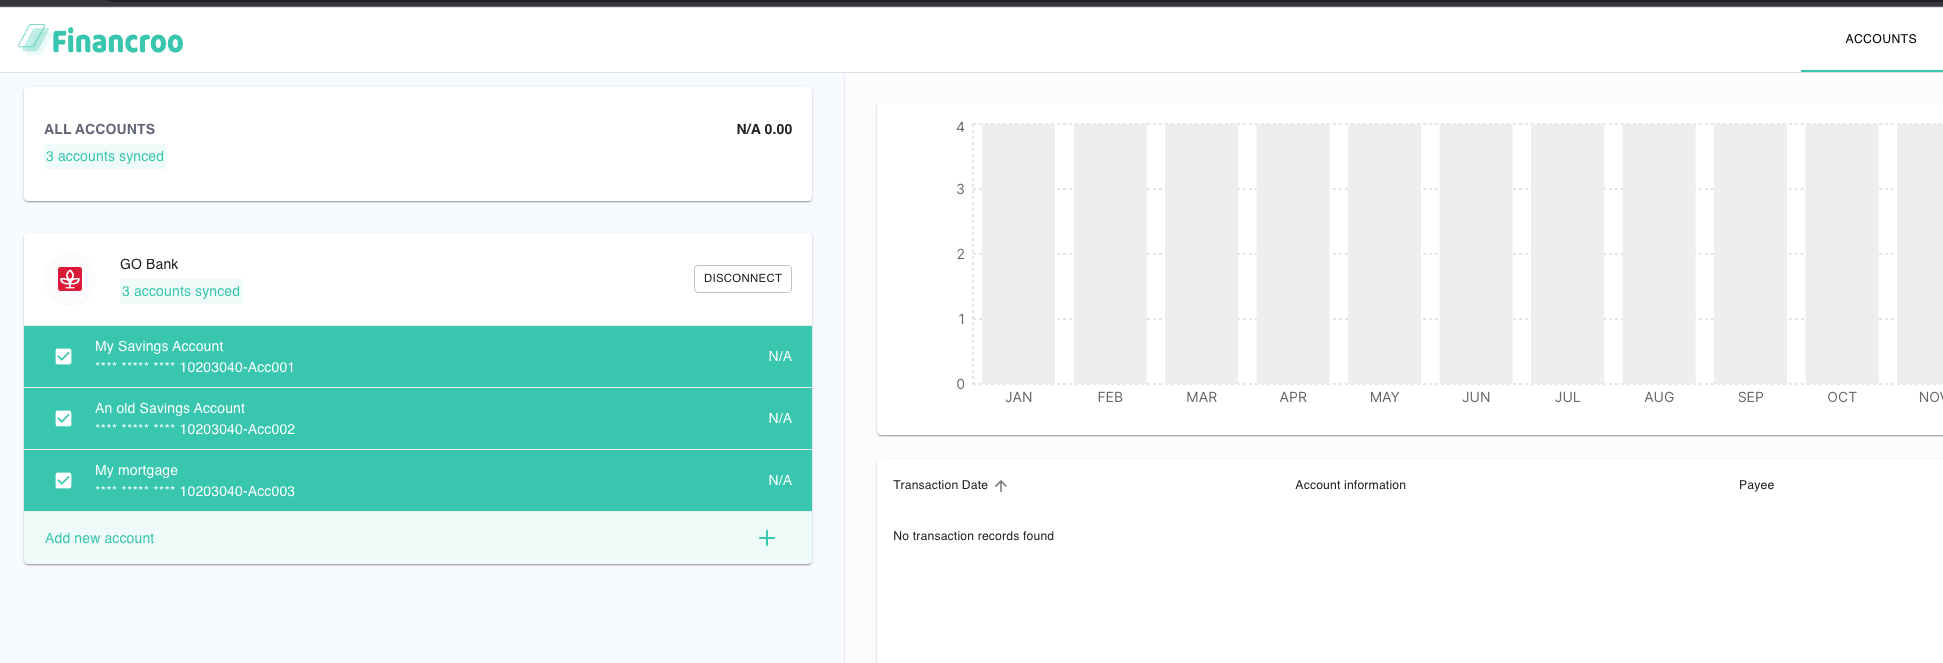 Financroo
ACCOUNTS
ALL ACCOUNTS
N/A 0.00
3 accounts synced
GO Bank
3 accounts synced
DISCONNECT
My Savings Account
**** ***** **** 10203040-Acc001
N/A
An old Savings Account
**** ***** **** 10203040-Acc002
N/A
My mortgage
**** ***** **** 10203040-Acc003
N/A
Add new account
4
3
2
1
0
JAN FEB MAR APR MAY JUN JUL AUG SEP OCT NOV
Transaction Date Account information Payee
No transaction records found